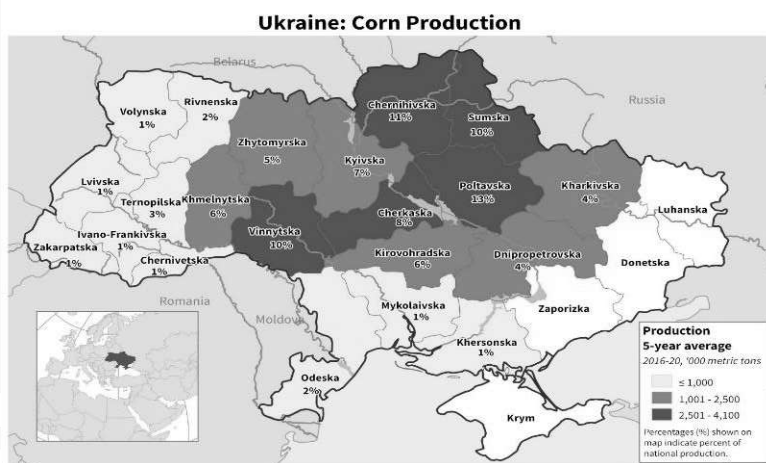 Ukraine: Corn Production
Belarus
Russia
Volynska
1%
Rivnenska
2%
Chernihivska
11%
Sumska
10%
Zhytomyrska
5%
Kyivska
7%
Lvivska
1%
Ternopilska
3%
Khmelnytska
6%
Poltavska
13%
Kharkivska
4%
Luhanska
Vinnytska
10%
Cherkaska
8%
Ivano-Frankivska
1%
Zakarpatska
1%
Chernivetska
1%
Kirovohradska
6%
Dnipropetrovska
4%
Donetska
Romania
Moldova
Mykolaivska
1%
Zaporizka
Khersonska
1%
Odeska
2%
Krym
Production
5-year average
2016-20, '000 metric tons
≤ 1,000
1,001 - 2,500
2,501 - 4,100
Percentages (%) shown on
map indicate percent of
national production.